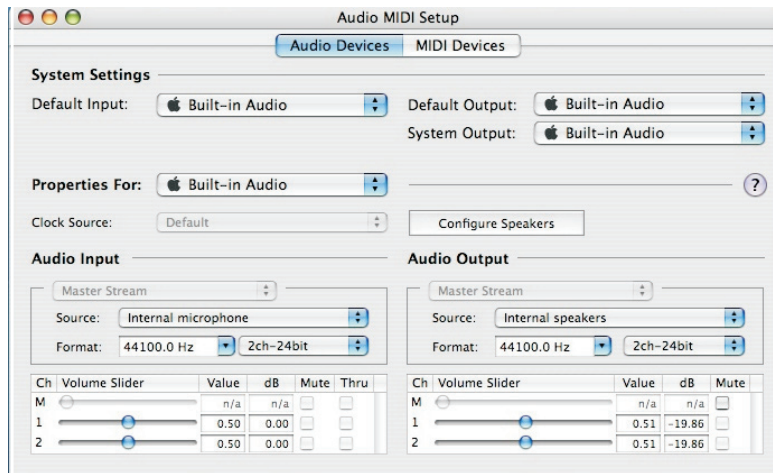 Audio MIDI Setup
Audio Devices MIDI Devices
System Settings
Default Input: Built-in Audio Default Output: Built-in Audio
System Output: Built-in Audio
Properties For: Built-in Audio ?
Clock Source: Default Configure Speakers
Audio Input Audio Output
Master Stream Master Stream
Source: Internal microphone Source: Internal speakers
Format: 44100.0 Hz 2ch-24bit Format: 44100.0 Hz 2ch-24bit
Ch Volume Slider Value dB Mute Thru Ch Volume Slider Value dB Mute
M n/a n/a M n/a n/a
1 0.50 0.00 1 0.51 -19.86
2 0.50 0.00 2 0.51 -19.86